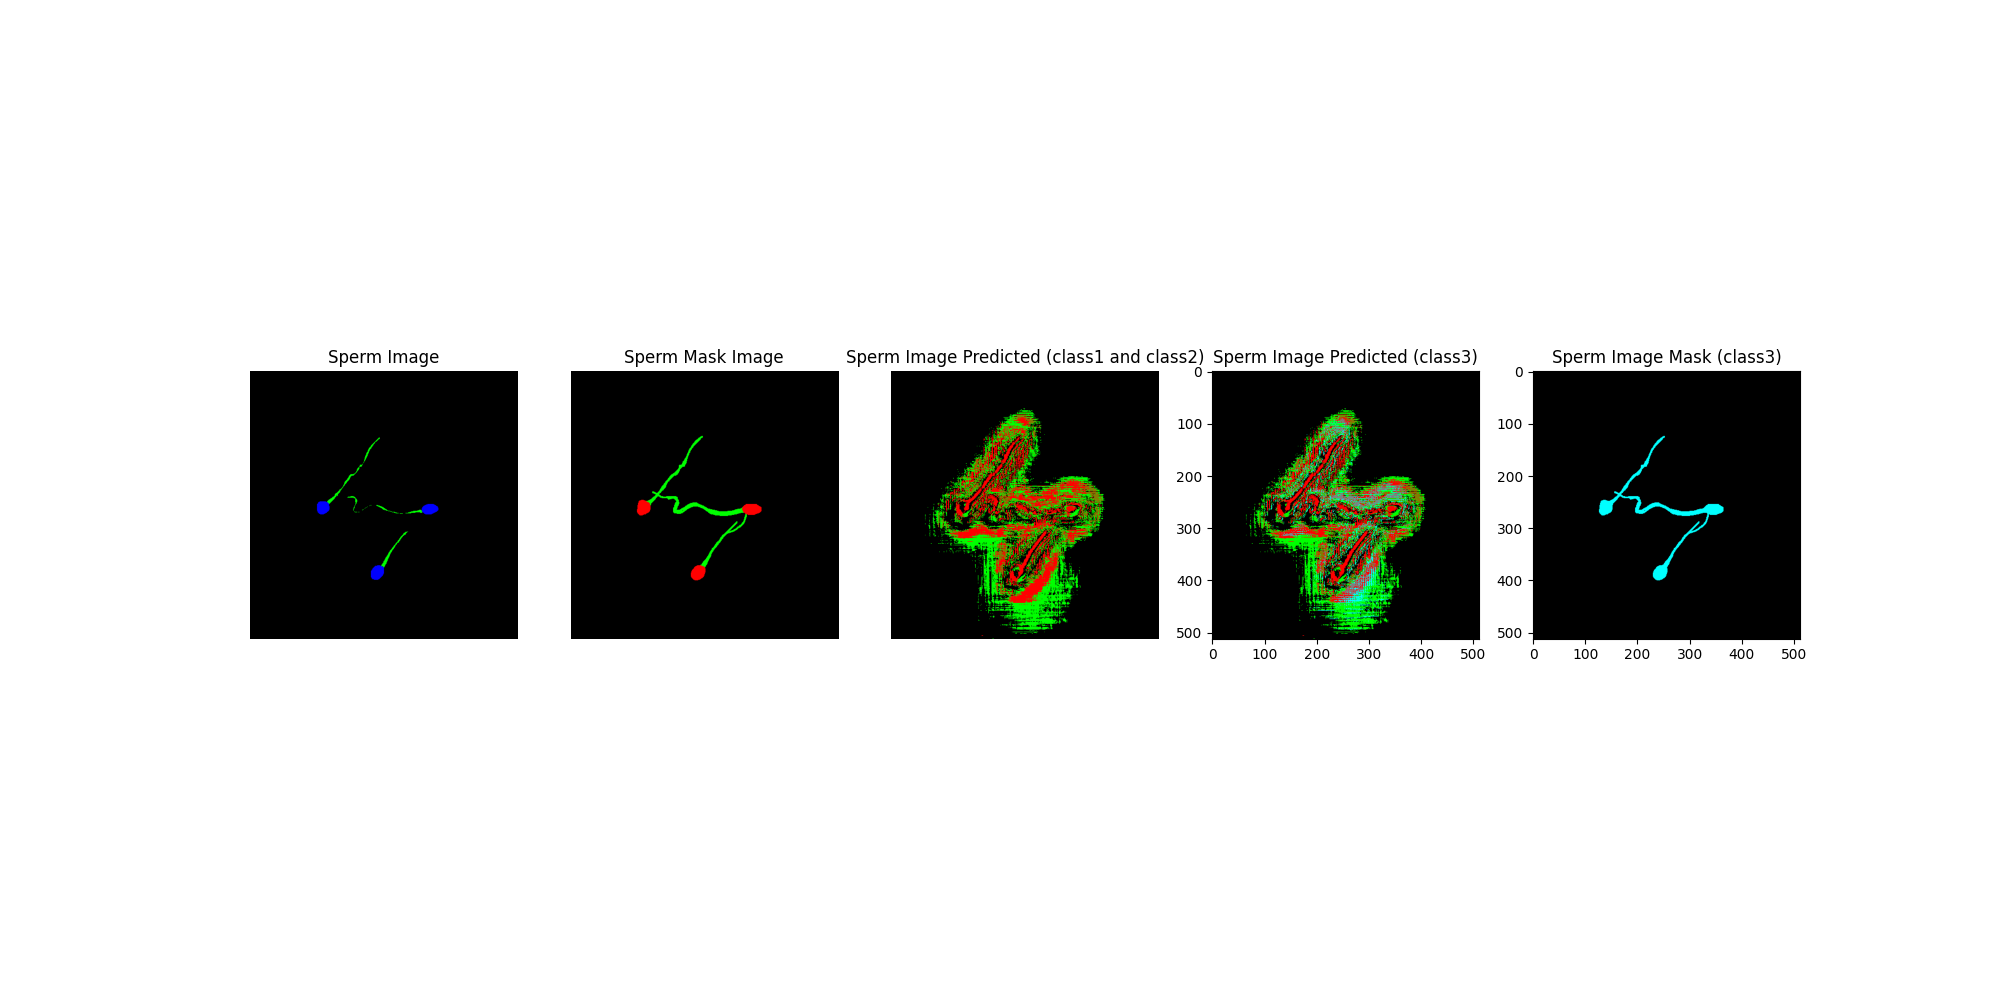 Sperm Image
Sperm Mask Image
Sperm Image Predicted (class1 and class2)
Sperm Image Predicted (class3)
Sperm Image Mask (class3)
0
100
200
300
400
500
0 100 200 300 400 500
0
100
200
300
400
500
0 100 200 300 400 500